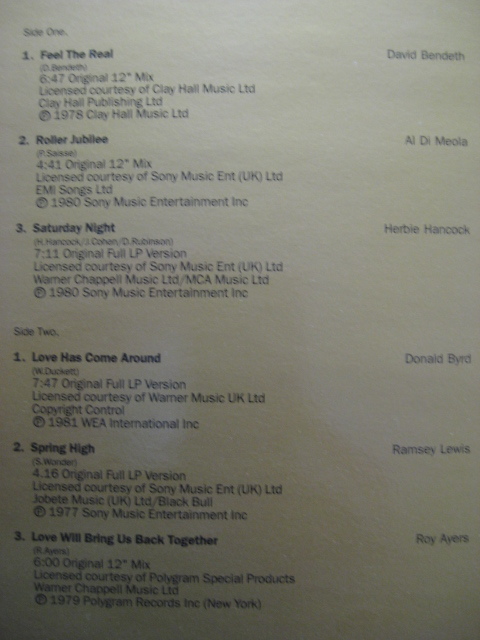 Side One.
1. Feel The Real David Bendeth
(D.Bendeth)
6:47 Original 12" Mix
Licensed courtesy of Clay Hall Music Ltd
Clay Hall Publishing Ltd
℗ 1978 Clay Hall Music Ltd
2. Roller Jubilee Al Di Meola
(P.Saisse)
4:41 Original 12" Mix
Licensed courtesy of Sony Music Ent (UK) Ltd
EMI Songs Ltd
℗ 1980 Sony Music Entertainment Inc
3. Saturday Night Herbie Hancock
(H.Hancock/J.Cohen/D.Rubinson)
7:11 Original Full LP Version
Licensed courtesy of Sony Music Ent (UK) Ltd
Warner Chappell Music Ltd/MCA Music Ltd
℗ 1980 Sony Music Entertainment Inc
Side Two.
1. Love Has Come Around Donald Byrd
(W.Duckett)
7:47 Original Full LP Version
Licensed courtesy of Warner Music UK Ltd
Copyright Control
℗ 1981 WEA International Inc
2. Spring High Ramsey Lewis
(S.Wonder)
4.16 Original Full LP Version
Licensed courtesy of Sony Music Ent (UK) Ltd
Jobete Music (UK) Ltd/Black Bull
℗ 1977 Sony Music Entertainment Inc
3. Love Will Bring Us Back Together Roy Ayers
(R.Ayers)
6:00 Original 12" Mix
Licensed courtesy of Polygram Special Products
Warner Chappell Music Ltd
℗ 1979 Polygram Records Inc (New York)